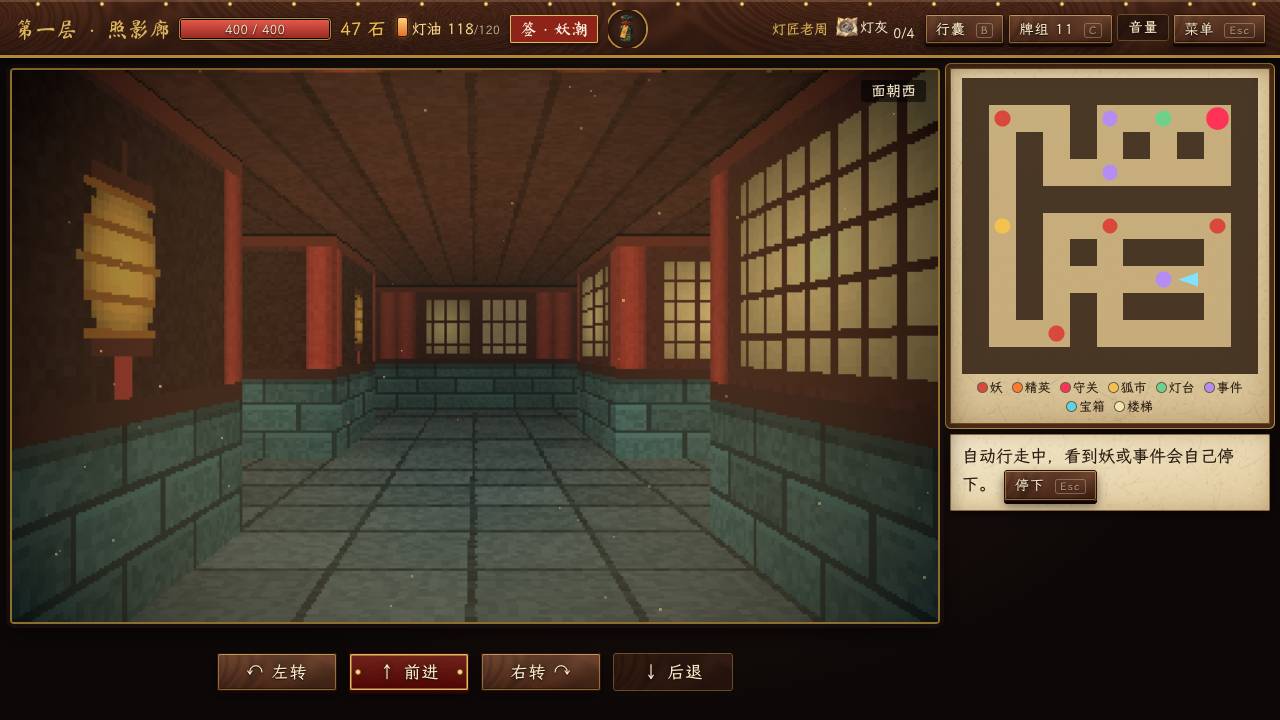 第一层 · 照影廊
400 / 400
47 石
灯油 118/120
签 · 妖潮
灯匠老周
灯灰 0/4
行囊 B
牌组 11 C
音量
菜单 Esc
面朝西
妖 精英 守关 狐市 灯台 事件
宝箱 楼梯
自动行走中，看到妖或事件会自己停
下。 停下 Esc
↶ 左转
↑ 前进
右转 ↷
↓ 后退